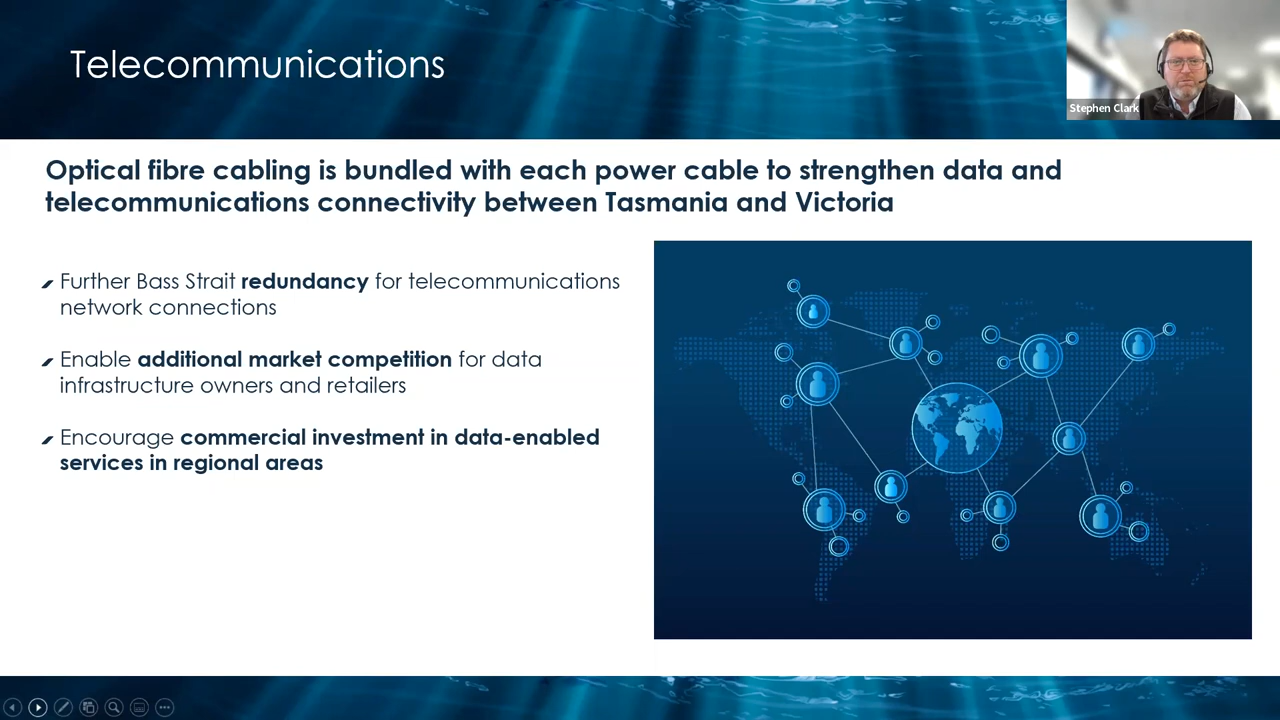 Telecommunications
Stephen Clark
Optical fibre cabling is bundled with each power cable to strengthen data and
telecommunications connectivity between Tasmania and Victoria
Further Bass Strait redundancy for telecommunications
network connections
Enable additional market competition for data
infrastructure owners and retailers
Encourage commercial investment in data-enabled
services in regional areas